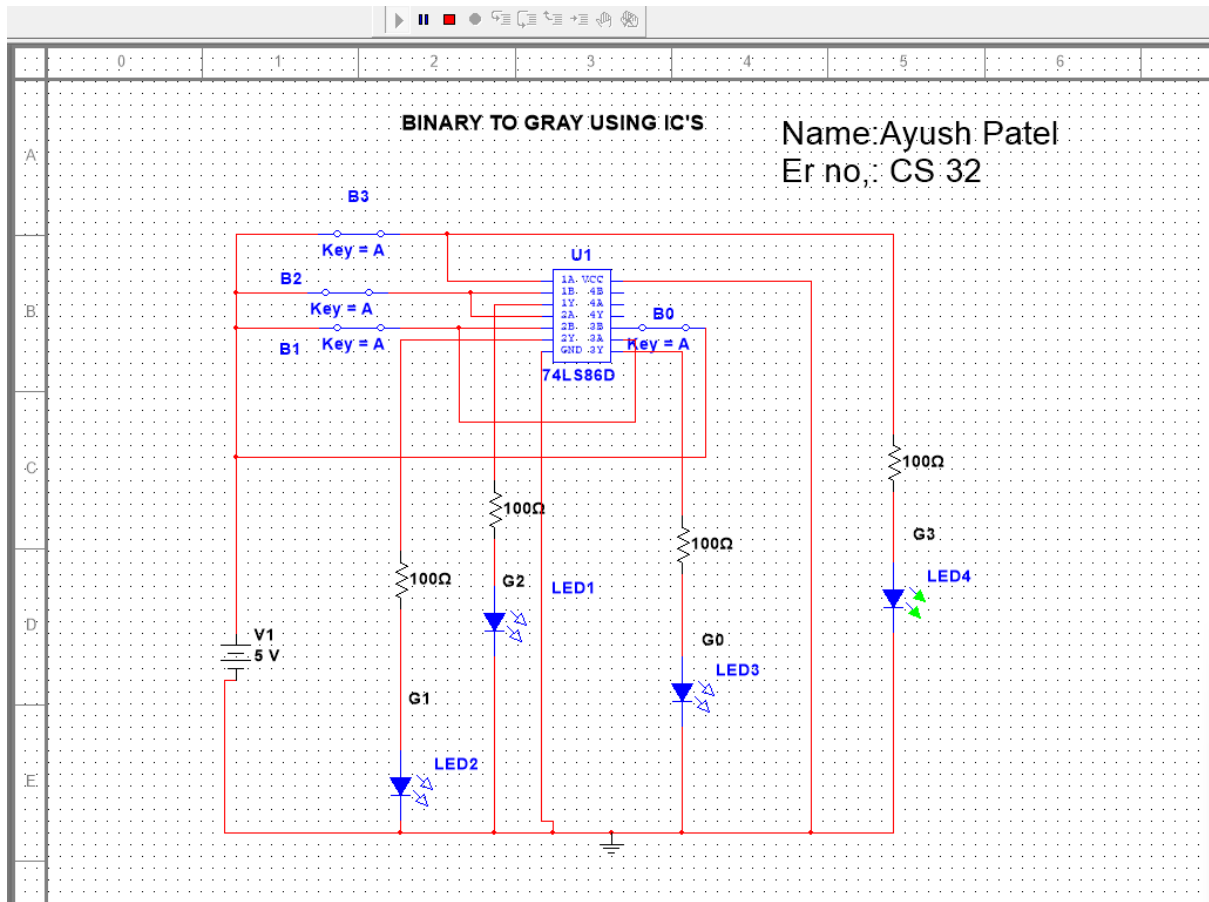 0 1 2 3 4 5 6
BINARY TO GRAY USING IC'S
Name:Ayush Patel
Er no,: CS 32
A
B3
Key = A
U1
B2
1A VCC
1B 4B
B
Key = A
1Y 4A
2A 4Y
B0
2B 3B
B1
Key = A
2Y 3A
Key = A
GND 3Y
74LS86D
C
100Ω
100Ω
G3
100Ω
LED4
100Ω
G2
LED1
D
V1
5 V
G0
LED3
G1
LED2
E